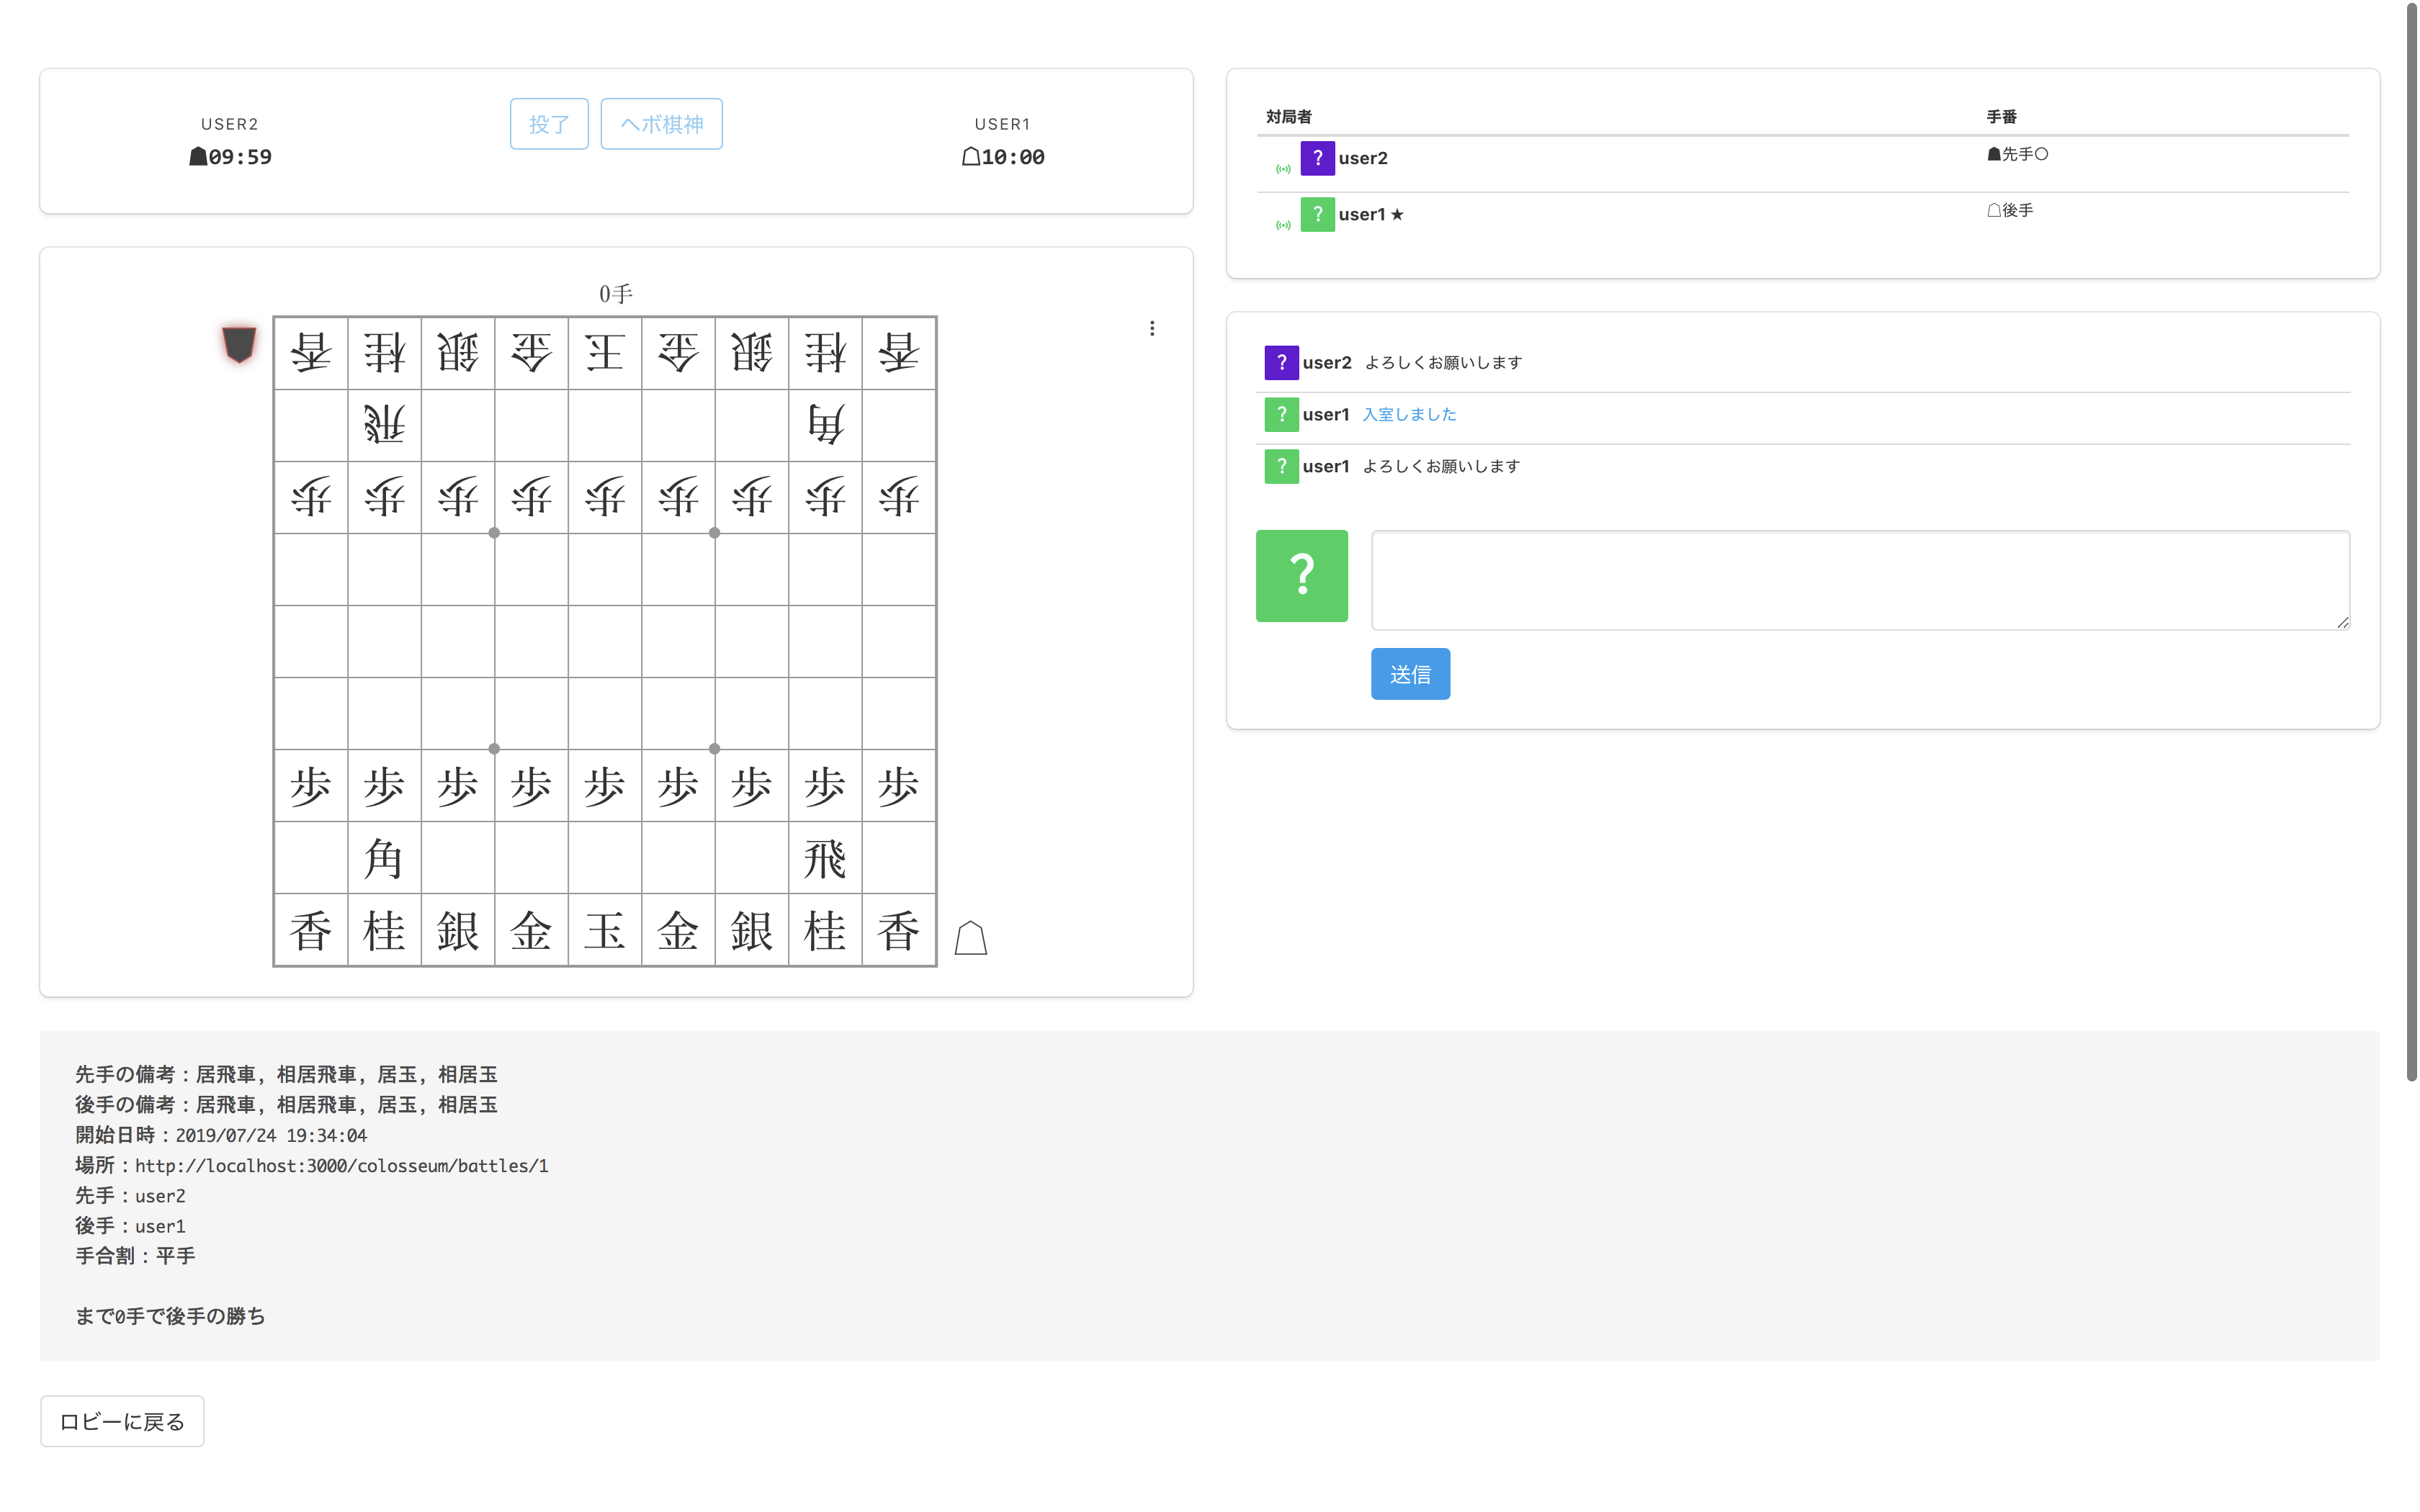 USER2
☗09:59
投了
ヘボ棋神
USER1
☖10:00
0手
香桂銀金王金銀桂香
飛角
歩歩歩歩歩歩歩歩歩
歩歩歩歩歩歩歩歩歩
角飛
香桂銀金玉金銀桂香
対局者 手番
? user2 ☗先手〇
? user1 ★ ☖後手
? user2 よろしくお願いします
? user1 入室しました
? user1 よろしくお願いします
?
送信
先手の備考：居飛車, 相居飛車, 居玉, 相居玉
後手の備考：居飛車, 相居飛車, 居玉, 相居玉
開始日時：2019/07/24 19:34:04
場所：http://localhost:3000/colosseum/battles/1
先手：user2
後手：user1
手合割：平手
まで0手で後手の勝ち
ロビーに戻る